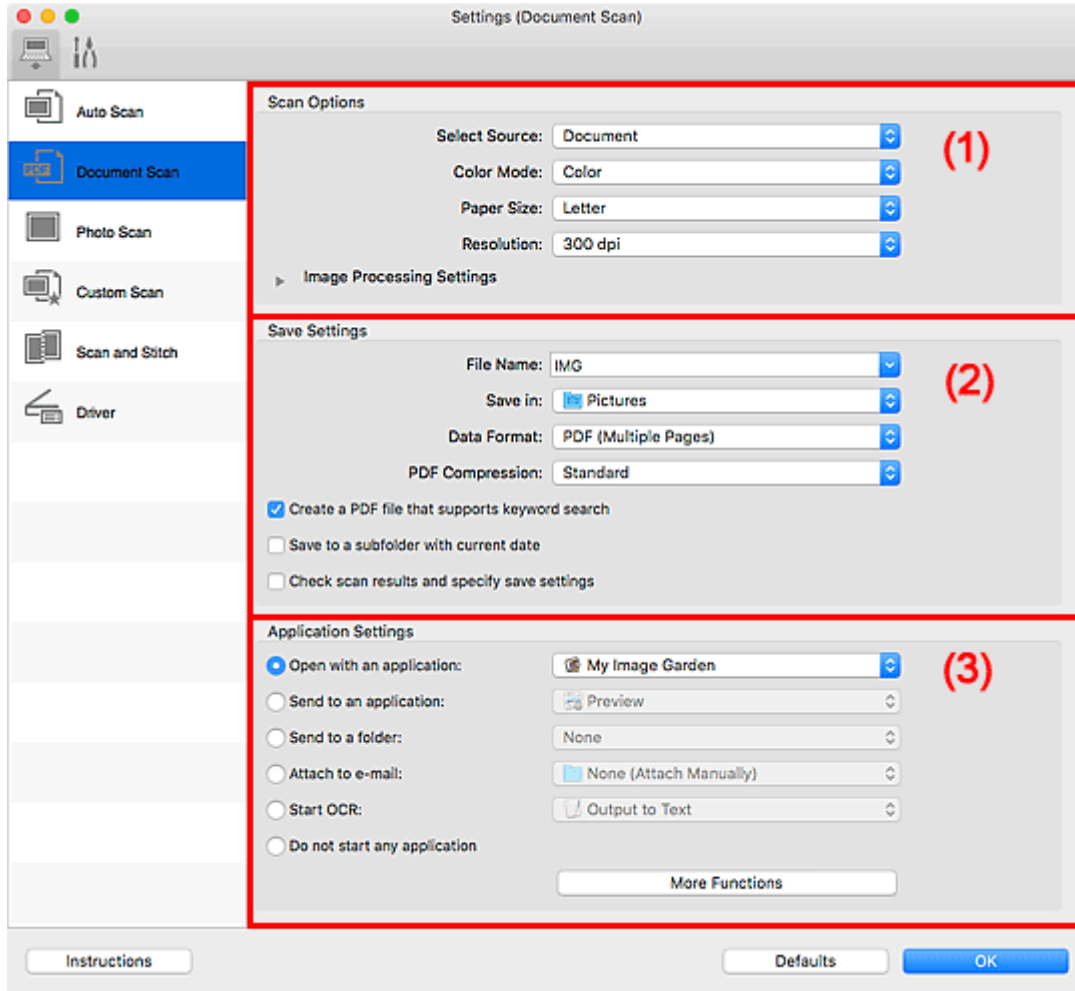 Settings (Document Scan)
Auto Scan
PDF
Document Scan
Photo Scan
Custom Scan
Scan and Stitch
Driver
Scan Options
(1)
Select Source: Document
Color Mode: Color
Paper Size: Letter
Resolution: 300 dpi
Image Processing Settings
Save Settings
(2)
File Name: IMG
Save in: Pictures
Data Format: PDF (Multiple Pages)
PDF Compression: Standard
Create a PDF file that supports keyword search
Save to a subfolder with current date
Check scan results and specify save settings
Application Settings
(3)
Open with an application: My Image Garden
Send to an application: Preview
Send to a folder: None
Attach to e-mail: None (Attach Manually)
Start OCR: Output to Text
Do not start any application
More Functions
Instructions Defaults OK